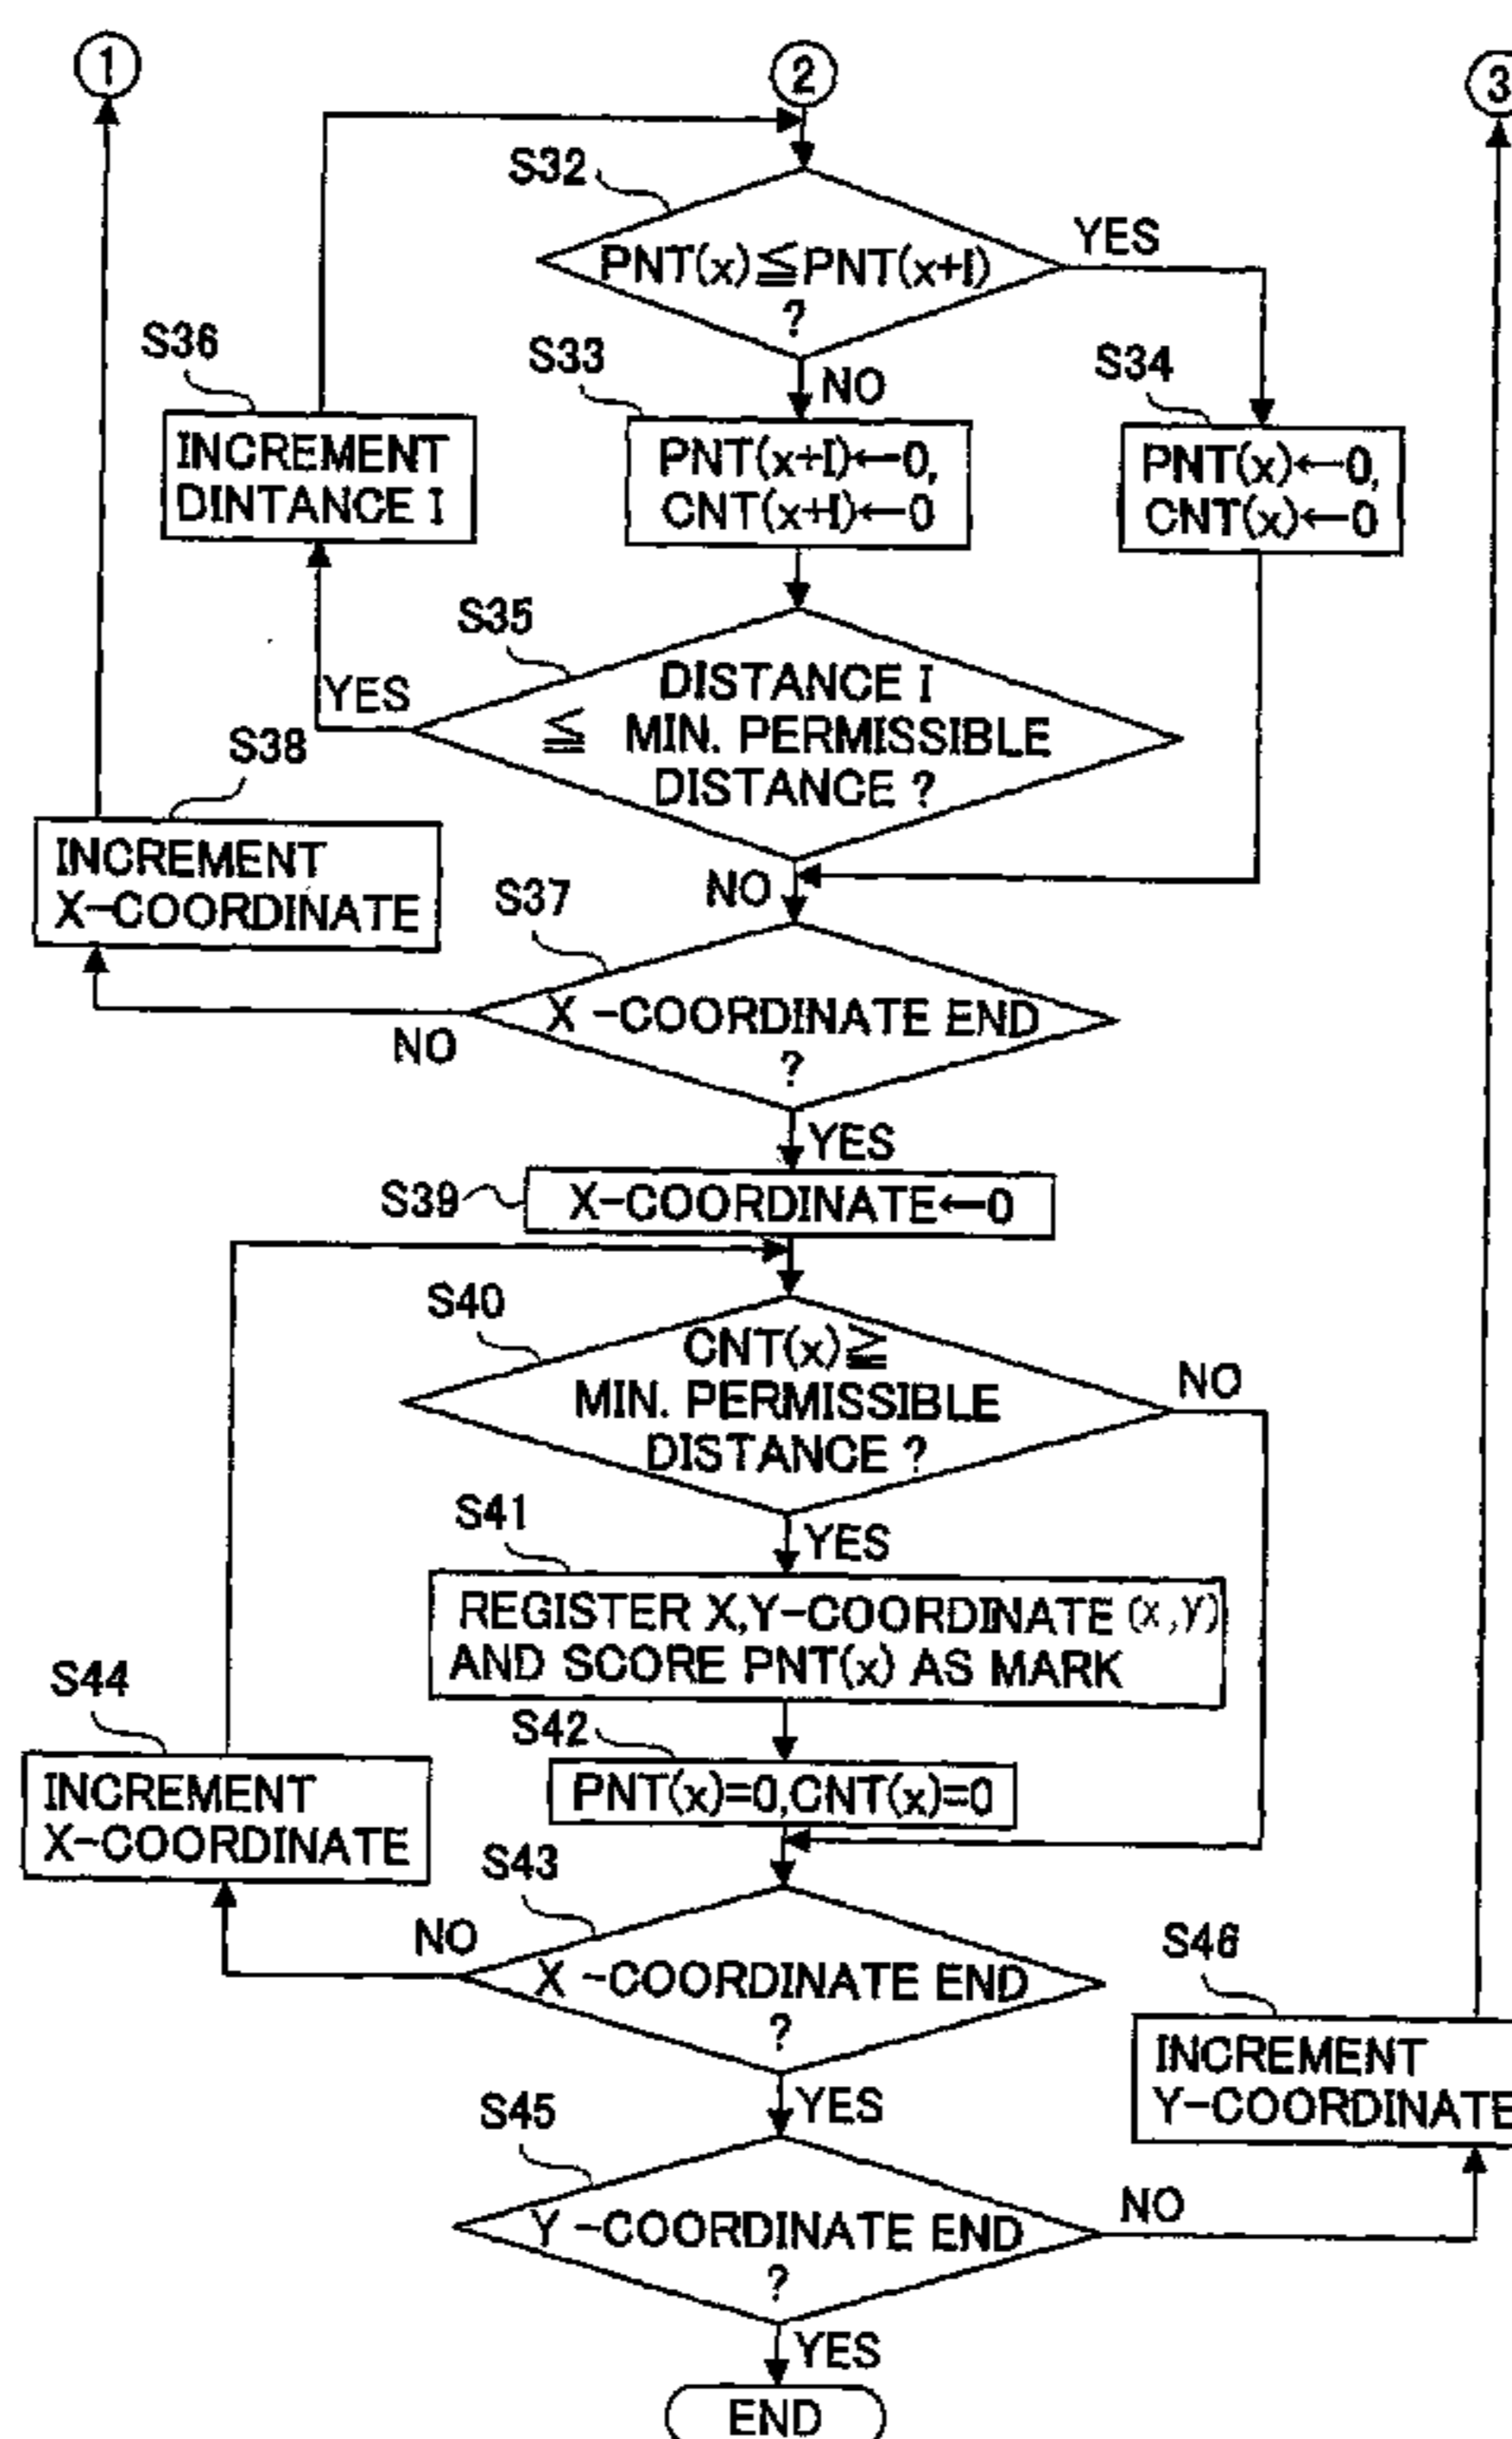 1
2
3
S32
PNT(x)≦PNT(x+I)
?
YES
NO
S36
INCREMENT
DINTANCE I
S33
PNT(x+I)←0,
CNT(x+I)←0
S34
PNT(x)←0,
CNT(x)←0
S35
DISTANCE I
≦ MIN. PERMISSIBLE
DISTANCE ?
YES
NO
S38
INCREMENT
X-COORDINATE
S37
X -COORDINATE END
?
NO
YES
S39
X-COORDINATE←0
S40
CNT(x)≧
MIN. PERMISSIBLE
DISTANCE ?
NO
YES
S41
REGISTER X,Y-COORDINATE (x,y)
AND SCORE PNT(x) AS MARK
S42
PNT(x)=0,CNT(x)=0
S44
INCREMENT
X-COORDINATE
S43
X -COORDINATE END
?
NO
YES
S46
INCREMENT
Y-COORDINATE
S45
Y -COORDINATE END
?
NO
YES
END